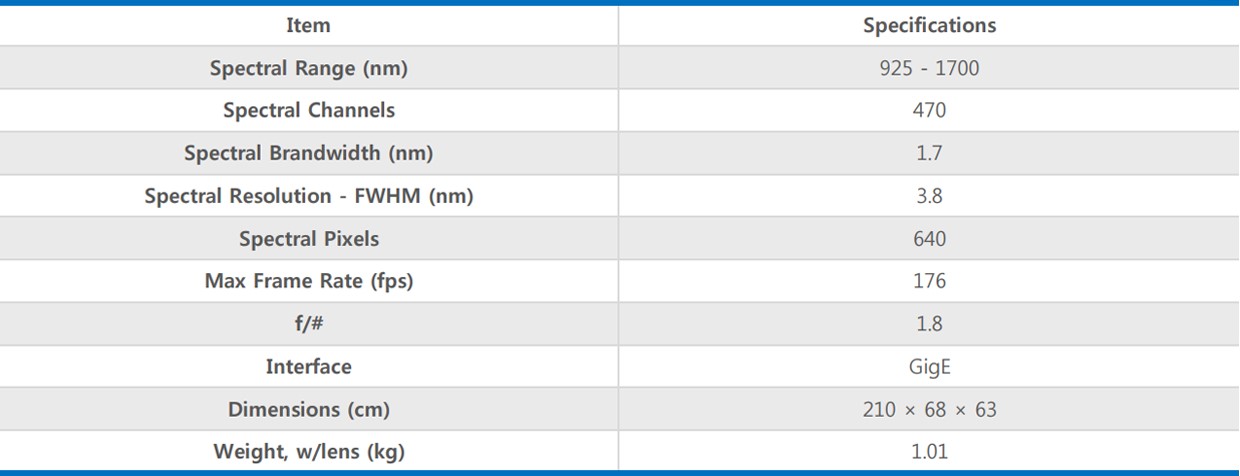 Item Specifications
Spectral Range (nm) 925 - 1700
Spectral Channels 470
Spectral Brandwidth (nm) 1.7
Spectral Resolution - FWHM (nm) 3.8
Spectral Pixels 640
Max Frame Rate (fps) 176
f/# 1.8
Interface GigE
Dimensions (cm) 210 × 68 × 63
Weight, w/lens (kg) 1.01